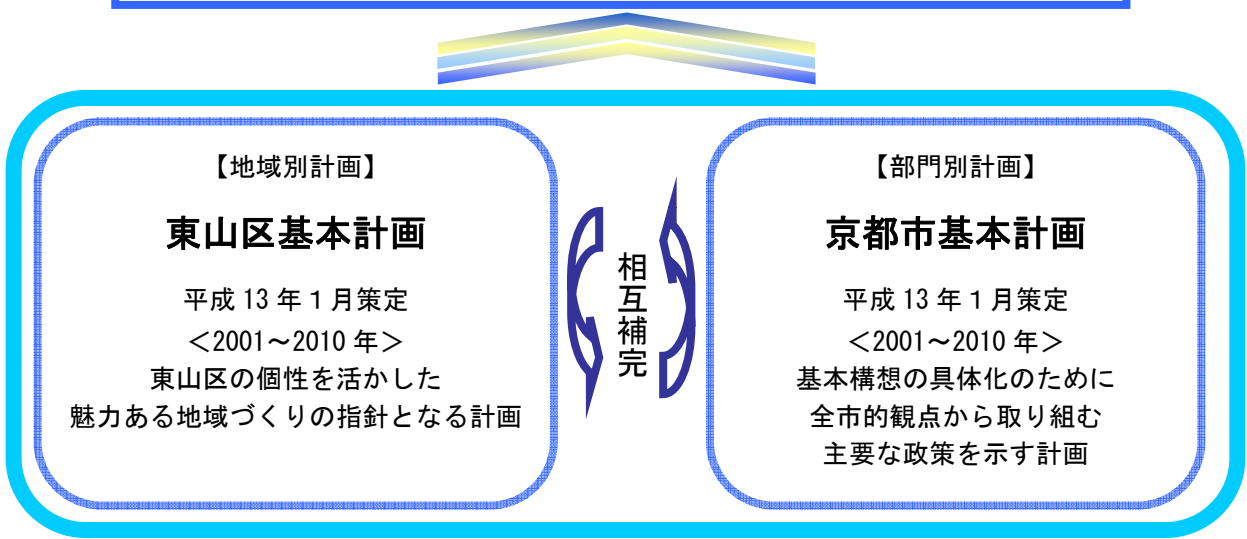 【地域別計画】
東山区基本計画
平成 13 年 1 月策定
<2001~2010 年>
東山区の個性を活かした
魅力ある地域づくりの指針となる計画
相互補完
【部門別計画】
京都市基本計画
平成 13 年 1 月策定
<2001~2010 年>
基本構想の具体化のために
全市的観点から取り組む
主要な政策を示す計画